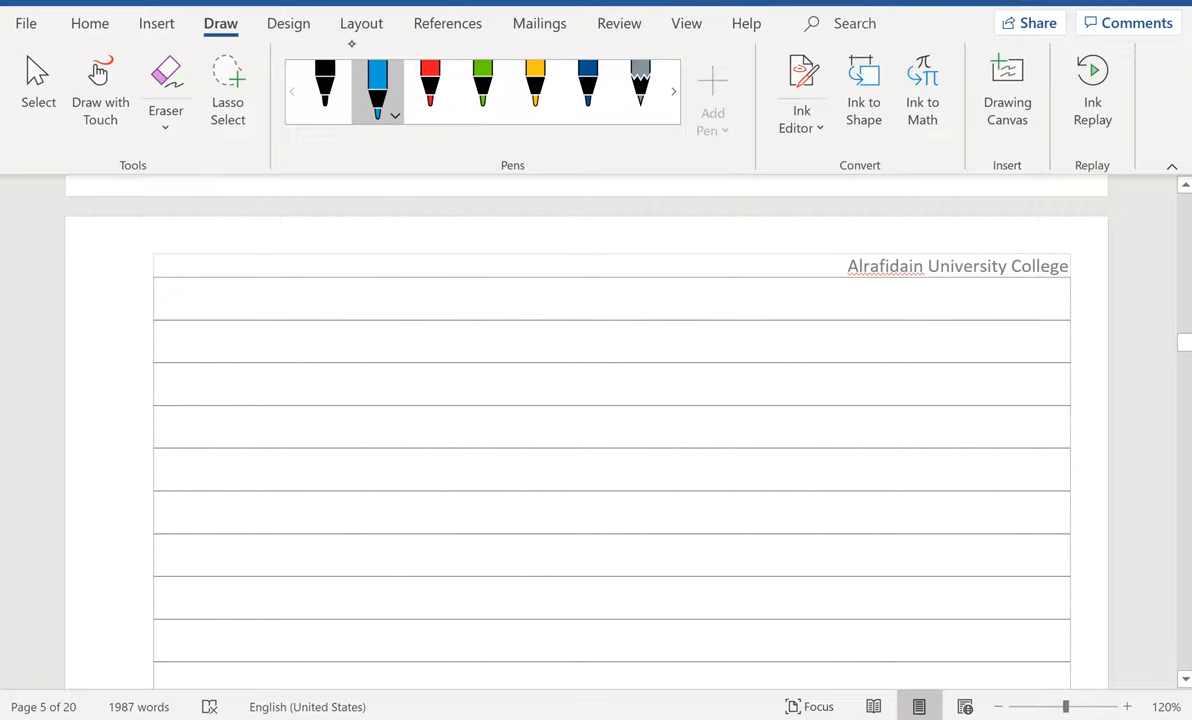 File Home Insert Draw Design Layout References Mailings Review View Help Search Share Comments
Select Draw with Touch Eraser Lasso Select Add Pen Ink Editor Ink to Shape Ink to Math Drawing Canvas Ink Replay
Tools Pens Convert Insert Replay
Alrafidain University College
Page 5 of 20 1987 words English (United States) Focus 120%